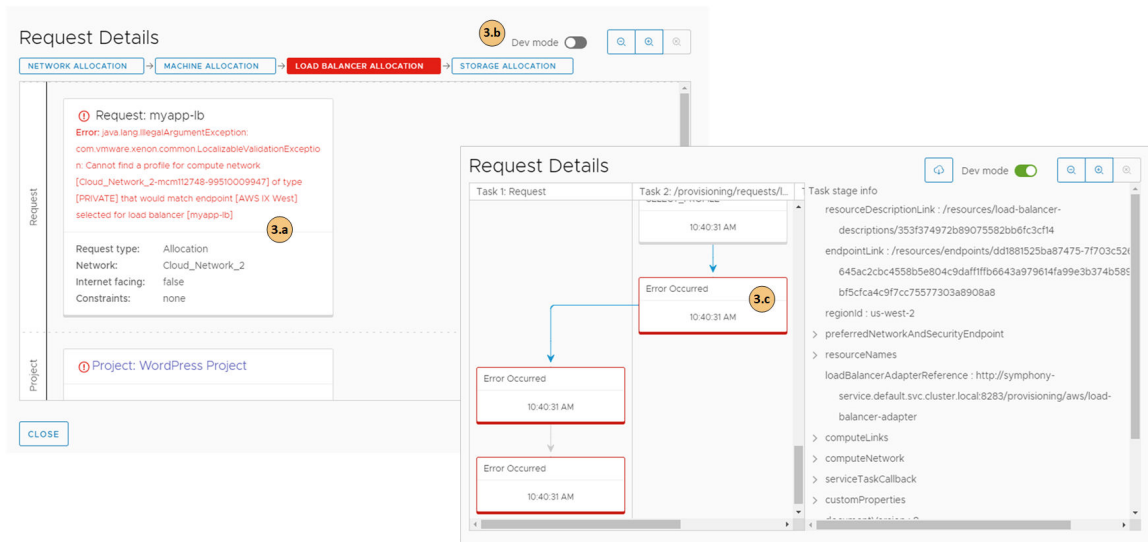 Request Details
3.b
Dev mode
NETWORK ALLOCATION
MACHINE ALLOCATION
LOAD BALANCER ALLOCATION
STORAGE ALLOCATION
Request
Request: myapp-lb
Error: java.lang.IllegalArgumentException:
com.vmware.xenon.common.LocalizableValidationExceptio
n: Cannot find a profile for compute network
[Cloud_Network_2-mcm112748-99510009947] of type
[PRIVATE] that would match endpoint [AWS IX West]
selected for load balancer [myapp-lb]
3.a
Request type: Allocation
Network: Cloud_Network_2
Internet facing: false
Constraints: none
Project
Project: WordPress Project
CLOSE
Request Details
Dev mode
Task 1: Request
Task 2: /provisioning/requests/l...
SELECT_PROFILE
10:40:31 AM
Error Occurred
3.c
10:40:31 AM
Error Occurred
10:40:31 AM
Error Occurred
10:40:31 AM
Task stage info
resourceDescriptionLink : /resources/load-balancer-
descriptions/353f374972b89075582bb6fc3cf14
endpointLink : /resources/endpoints/dd1881525ba87475-7f703c526
645ac2cbc4558b5e804c9daff1ffb6643a979614fa99e3b374b589
bf5cfca4c9f7cc75577303a8908a8
regionId : us-west-2
preferredNetworkAndSecurityEndpoint
resourceNames
loadBalancerAdapterReference : http://symphony-
service.default.svc.cluster.local:8283/provisioning/aws/load-
balancer-adapter
computeLinks
computeNetwork
serviceTaskCallback
customProperties